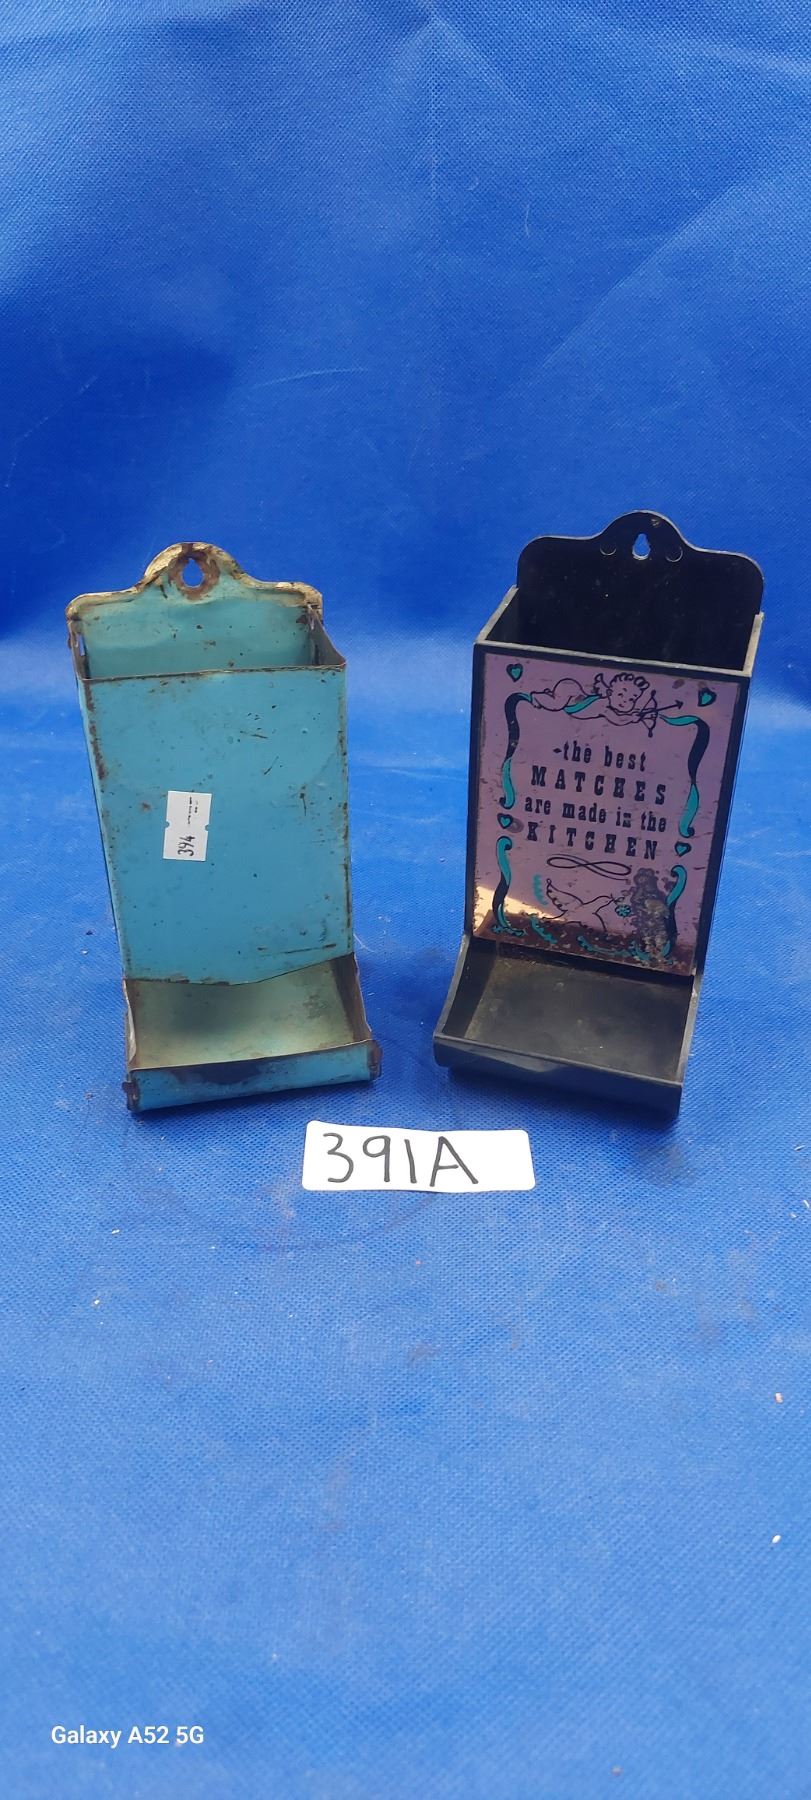 394
the best
MATCHES
are made in the
KITCHEN
391A
Galaxy A52 5G